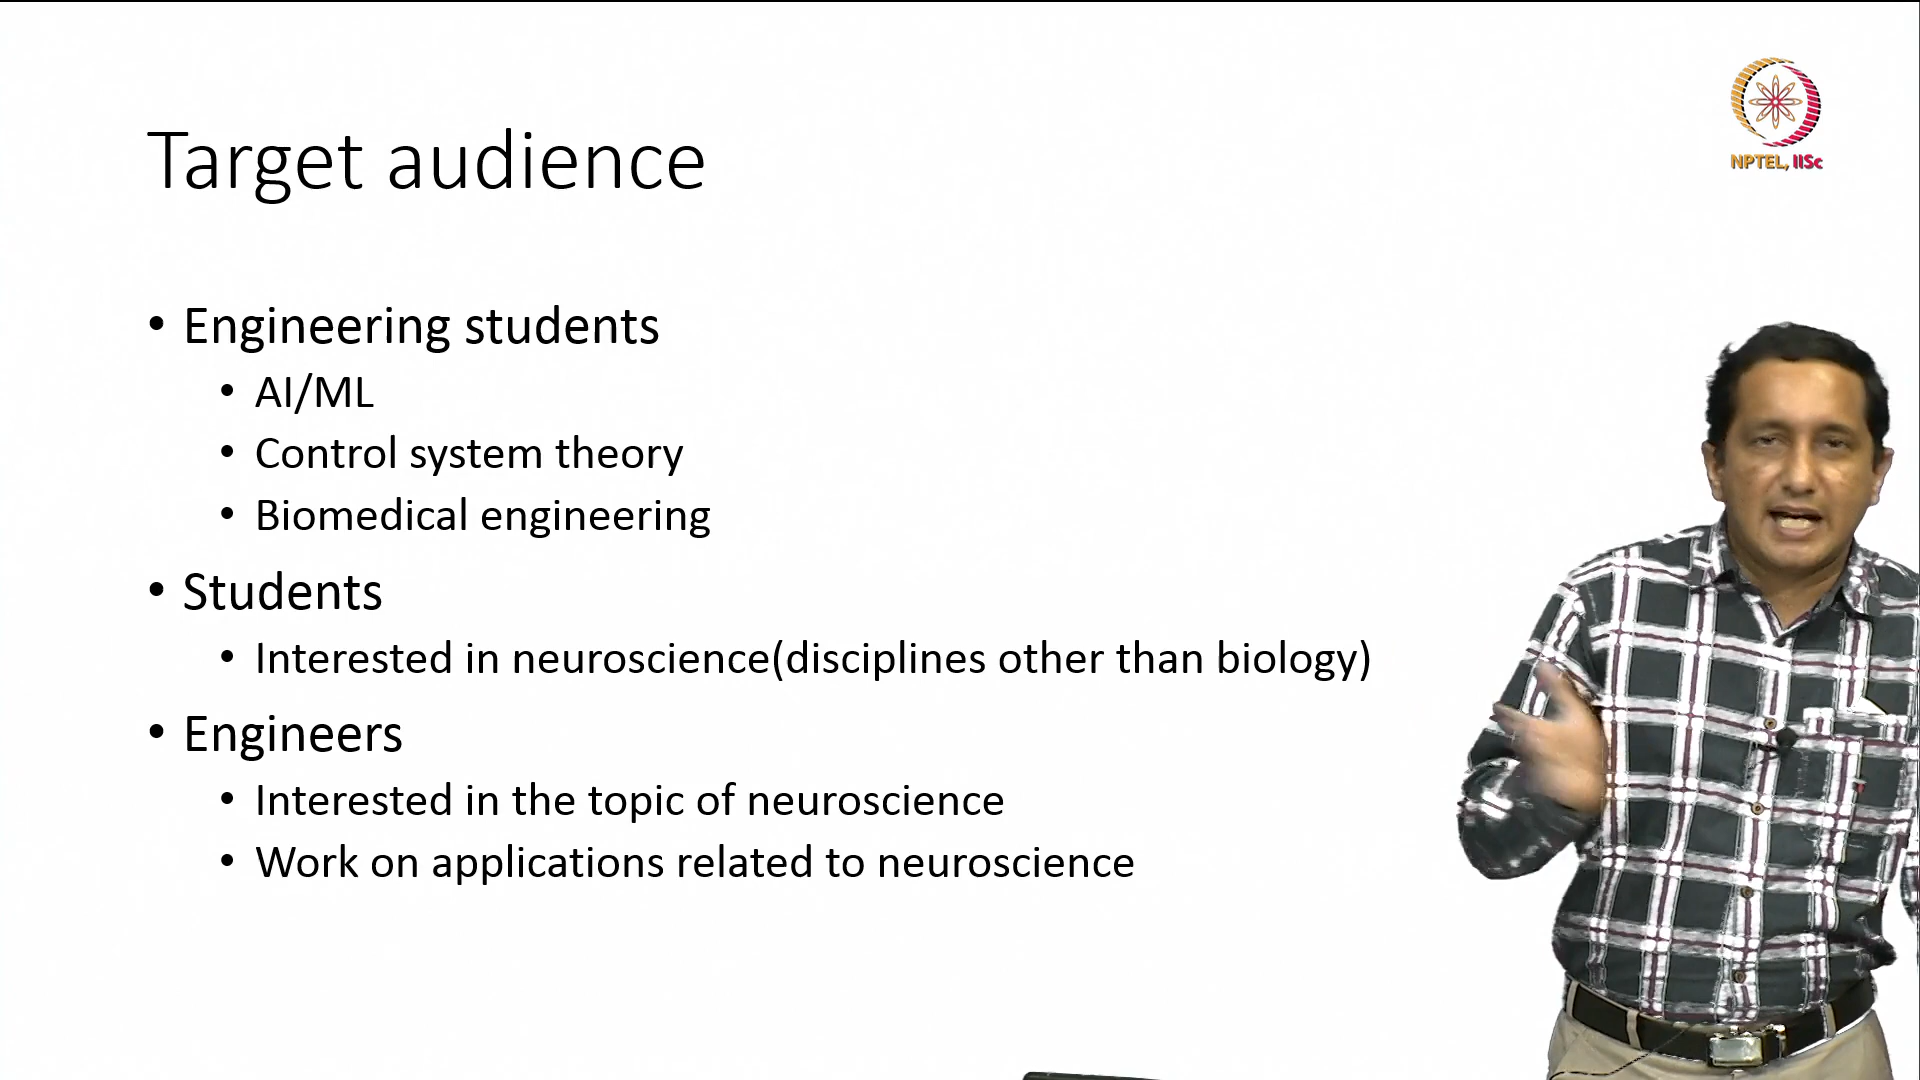 NPTEL, IISc
Target audience
• Engineering students
• AI/ML
• Control system theory
• Biomedical engineering
• Students
• Interested in neuroscience(disciplines other than biology)
• Engineers
• Interested in the topic of neuroscience
• Work on applications related to neuroscience